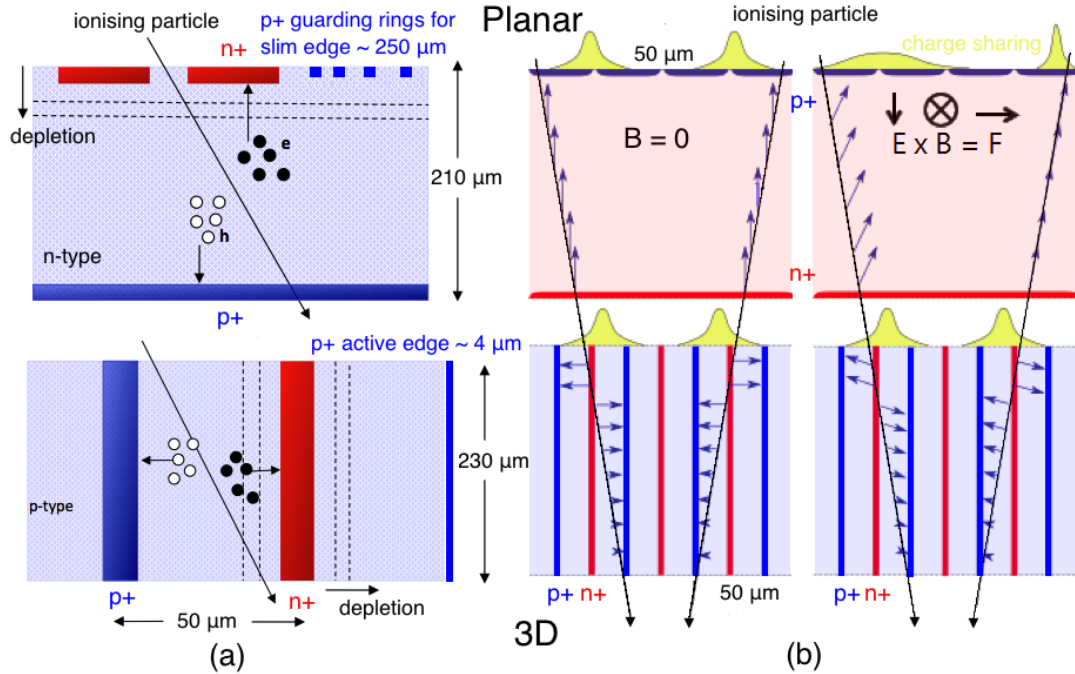 ionising particle
p+ guarding rings for
slim edge ~ 250 μm
n+
depletion
e
h
n-type
p+
210 μm
p+ active edge ~ 4 μm
p-type
230 μm
p+
n+
depletion
50 μm
(a)
Planar
ionising particle
50 μm
charge sharing
p+
B = 0
E x B = F
n+
p+ n+
50 μm
p+ n+
3D
(b)